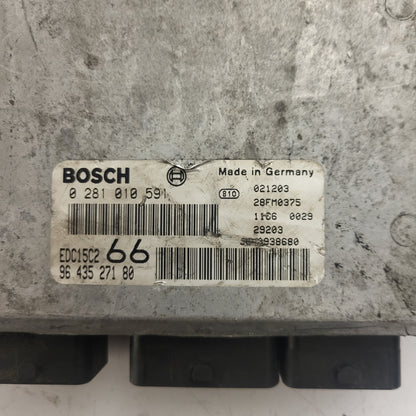 BOSCH Made in Germany
0 281 010 591 810 021203
28FM0375
11C6 0029
29203
EDC15C2 66
96 435 271 80